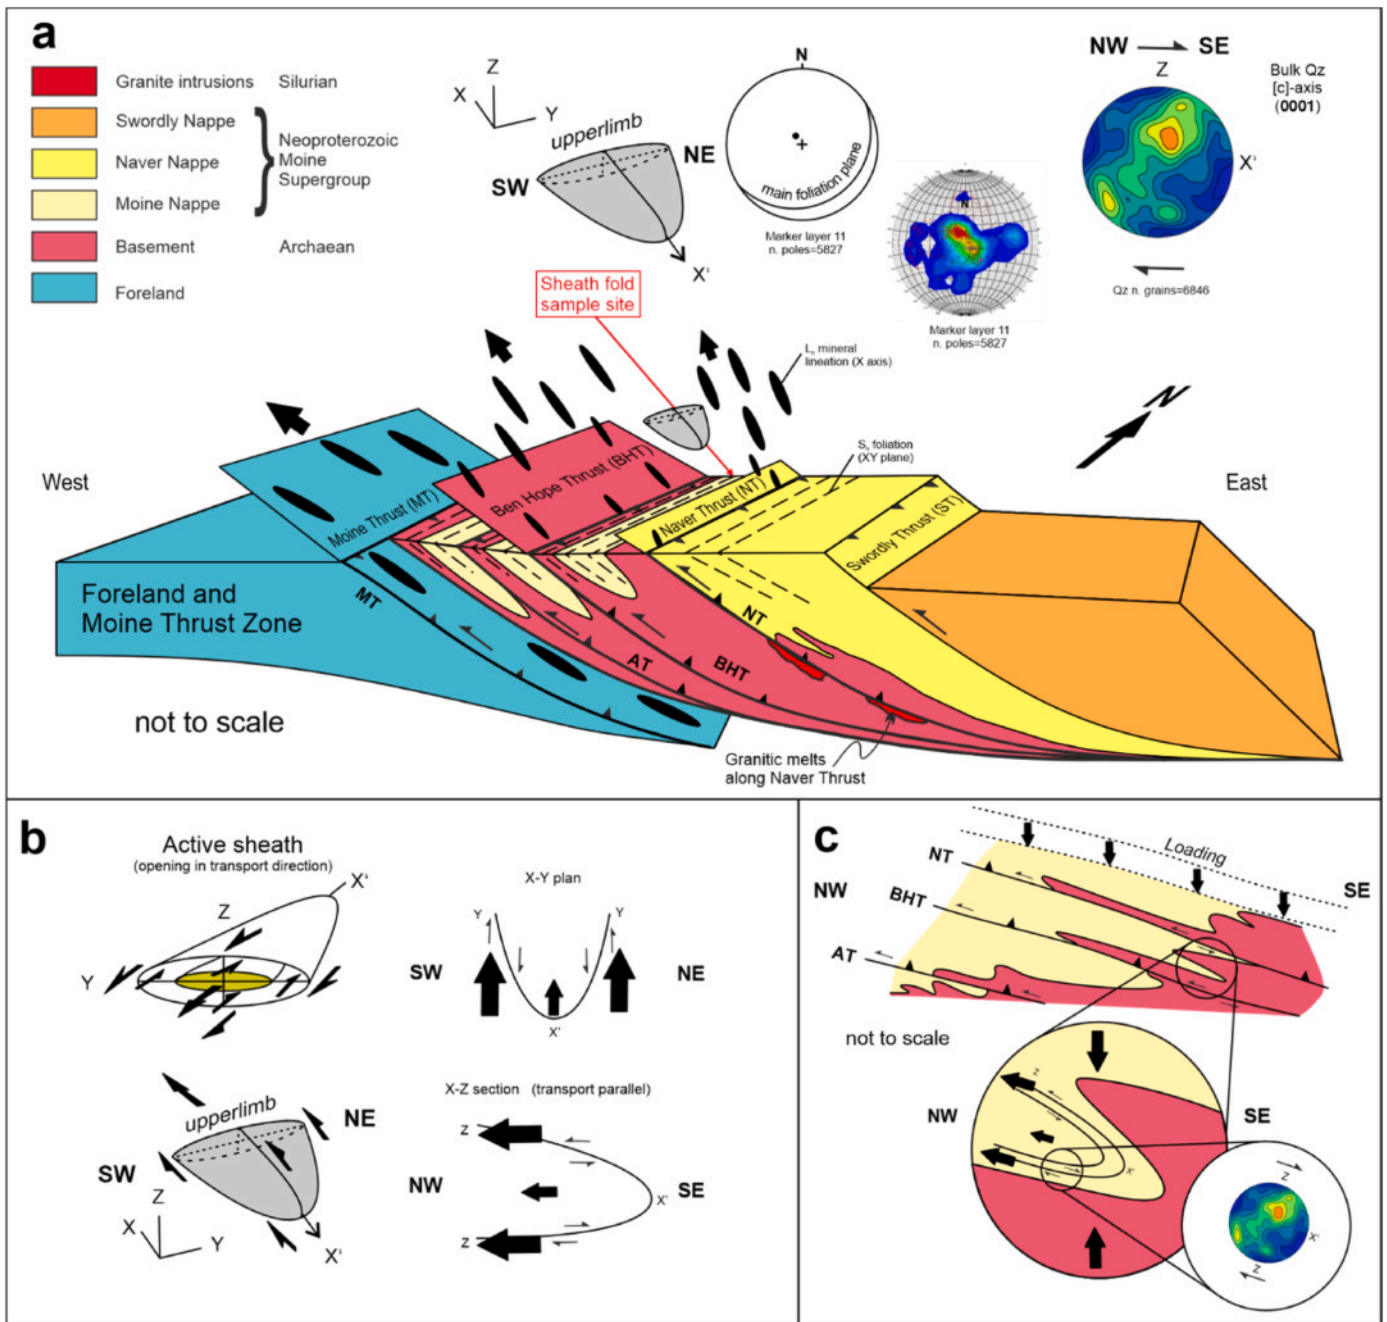 a
Granite intrusions Silurian
Swordly Nappe
Naver Nappe
Moine Nappe
Neoproterozoic
Moine
Supergroup
Basement Archaean
Foreland
Z
X
Y
upperlimb
SW
NE
X'
N
main foliation plane
Marker layer 11
n. poles=5827
N
Marker layer 11
n. poles=5827
NW SE
Z
X'
Bulk Qz
[c]-axis
(0001)
Qz n. grains=6846
Sheath fold
sample site
Lₙ mineral
lineation (X axis)
Sₙ foliation
(XY plane)
N
West
East
Moine Thrust (MT)
Ben Hope Thrust (BHT)
Naver Thrust (NT)
Swordly Thrust (ST)
Foreland and
Moine Thrust Zone
MT
AT
BHT
NT
not to scale
Granitic melts
along Naver Thrust
b
Active sheath
(opening in transport direction)
X'
Z
Y
X-Y plan
Y Y
SW NE
X'
upperlimb
NE
SW
Z
X
Y
X'
X-Z section (transport parallel)
Z
NW SE
X'
Z
c
Loading
NT
NW
SE
BHT
AT
not to scale
Z
NW
SE
X'
Z
X'
Z